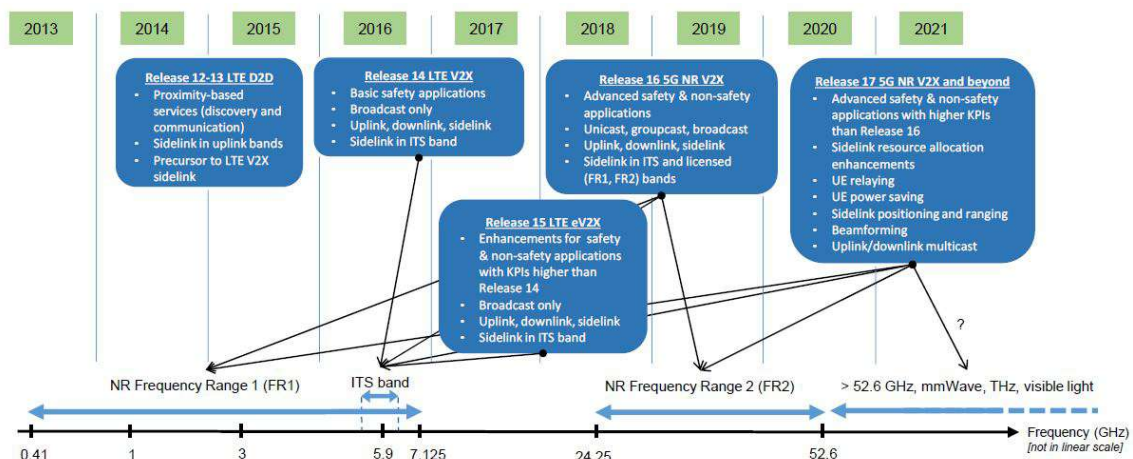 2013
2014
2015
2016
2017
2018
2019
2020
2021
Release 12-13 LTE D2D
- Proximity-based
services (discovery and
communication)
- Sidelink in uplink bands
- Precursor to LTE V2X
sidelink
Release 14 LTE V2X
- Basic safety applications
- Broadcast only
- Uplink, downlink, sidelink
- Sidelink in ITS band
Release 15 LTE eV2X
- Enhancements for safety
& non-safety applications
with KPIs higher than
Release 14
- Broadcast only
- Uplink, downlink, sidelink
- Sidelink in ITS band
Release 16 5G NR V2X
- Advanced safety & non-safety
applications
- Unicast, groupcast, broadcast
- Uplink, downlink, sidelink
- Sidelink in ITS and licensed
(FR1, FR2) bands
Release 17 5G NR V2X and beyond
- Advanced safety & non-safety
applications with higher KPIs
than Release 16
- Sidelink resource allocation
enhancements
- UE relaying
- UE power saving
- Sidelink positioning and ranging
- Beamforming
- Uplink/downlink multicast
?
NR Frequency Range 1 (FR1)
ITS band
NR Frequency Range 2 (FR2)
> 52.6 GHz, mmWave, THz, visible light
Frequency (GHz)
[not in linear scale]
0.41
1
3
5.9
7.125
24.25
52.6